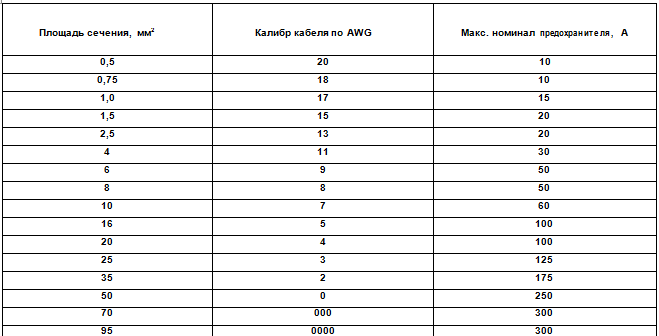 Площадь сечения, мм² Калибр кабеля по AWG Макс. номинал предохранителя, А
0,5 20 10
0,75 18 10
1,0 17 15
1,5 15 20
2,5 13 20
4 11 30
6 9 50
8 8 50
10 7 60
16 5 100
20 4 100
25 3 125
35 2 175
50 0 250
70 000 300
95 0000 300